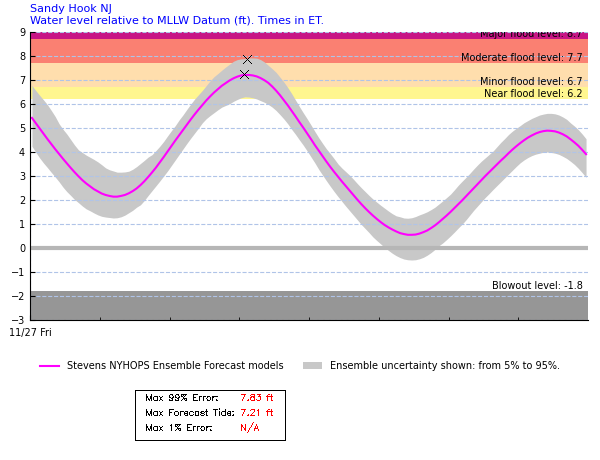 Sandy Hook NJ
Water level relative to MLLW Datum (ft). Times in ET.
9
Major flood level: 8.7
8
Moderate flood level: 7.7
7
Minor flood level: 6.7
6
Near flood level: 6.2
5
4
3
2
1
0
−1
Blowout level: -1.8
−2
−3
11/27 Fri
Stevens NYHOPS Ensemble Forecast models
Ensemble uncertainty shown: from 5% to 95%.
Max 99% Error: 7.83 ft
Max Forecast Tide: 7.21 ft
Max 1% Error: N/A